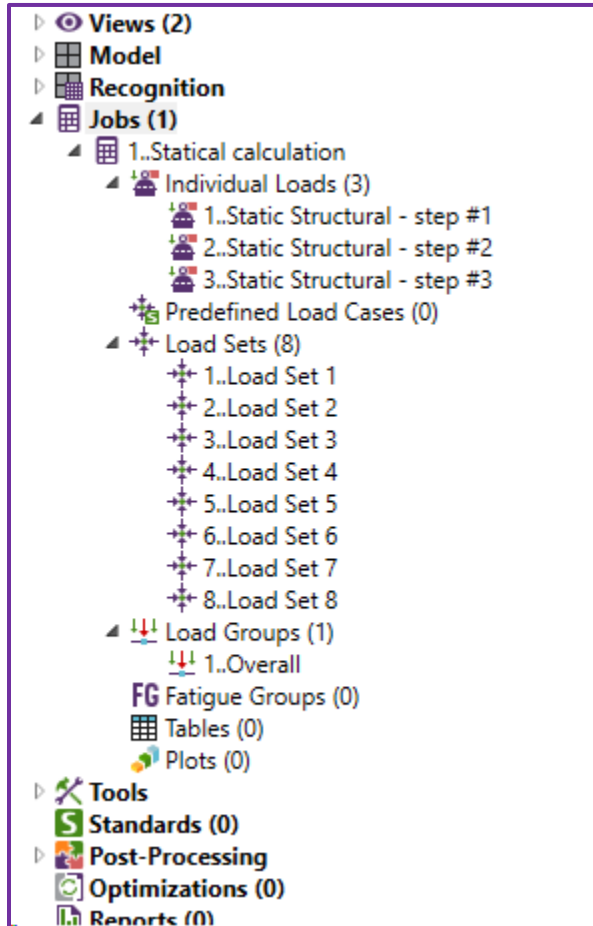 Views (2)
Model
Recognition
Jobs (1)
1..Statical calculation
Individual Loads (3)
1..Static Structural - step #1
2..Static Structural - step #2
3..Static Structural - step #3
Predefined Load Cases (0)
Load Sets (8)
1..Load Set 1
2..Load Set 2
3..Load Set 3
4..Load Set 4
5..Load Set 5
6..Load Set 6
7..Load Set 7
8..Load Set 8
Load Groups (1)
1..Overall
FG Fatigue Groups (0)
Tables (0)
Plots (0)
Tools
S Standards (0)
Post-Processing
Optimizations (0)
Reports (0)